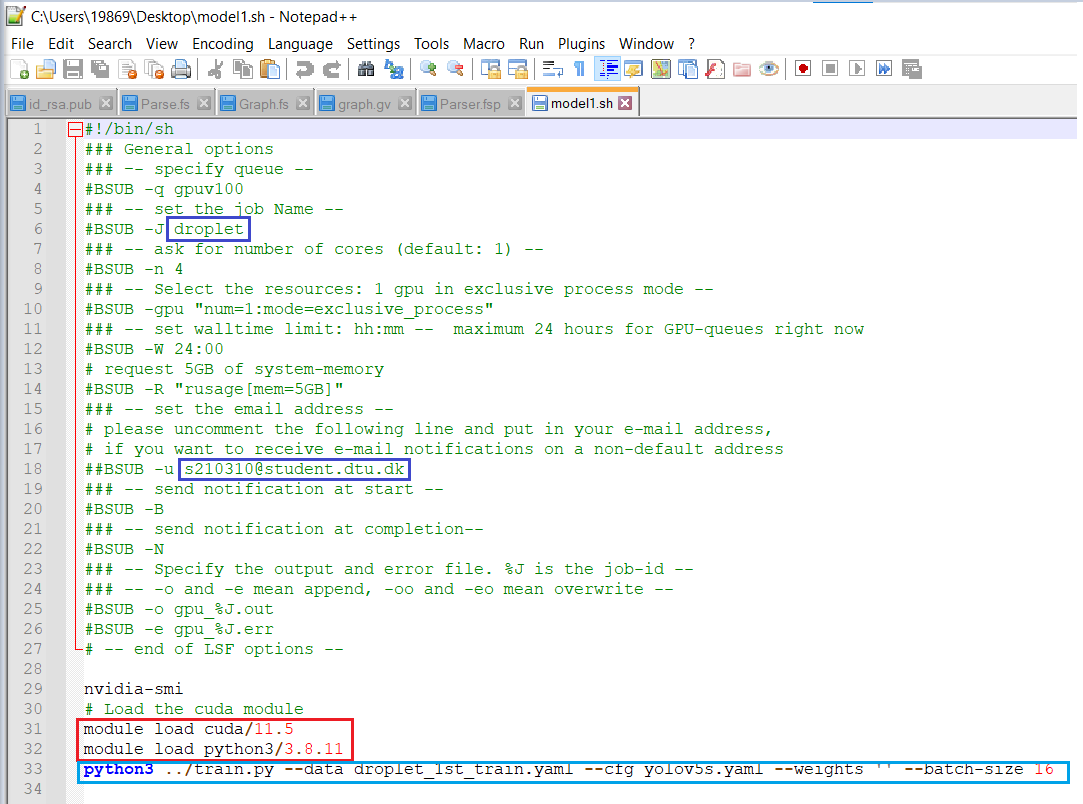 C:\Users\19869\Desktop\model1.sh - Notepad++
File Edit Search View Encoding Language Settings Tools Macro Run Plugins Window ?
id_rsa.pub Parse.fs Graph.fs graph.gv Parser.fsp model1.sh
1 #!/bin/sh
2 ### General options
3 ### –- specify queue --
4 #BSUB -q gpuv100
5 ### -- set the job Name --
6 #BSUB -J droplet
7 ### -- ask for number of cores (default: 1) --
8 #BSUB -n 4
9 ### -- Select the resources: 1 gpu in exclusive process mode --
10 #BSUB -gpu "num=1:mode=exclusive_process"
11 ### -- set walltime limit: hh:mm --  maximum 24 hours for GPU-queues right now
12 #BSUB -W 24:00
13 # request 5GB of system-memory
14 #BSUB -R "rusage[mem=5GB]"
15 ### -- set the email address --
16 # please uncomment the following line and put in your e-mail address,
17 # if you want to receive e-mail notifications on a non-default address
18 ##BSUB -u s210310@student.dtu.dk
19 ### -- send notification at start --
20 #BSUB -B
21 ### -- send notification at completion--
22 #BSUB -N
23 ### -- Specify the output and error file. %J is the job-id --
24 ### -- -o and -e mean append, -oo and -eo mean overwrite --
25 #BSUB -o gpu_%J.out
26 #BSUB -e gpu_%J.err
27 # -- end of LSF options --
28
29 nvidia-smi
30 # Load the cuda module
31 module load cuda/11.5
32 module load python3/3.8.11
33 python3 ../train.py --data droplet_1st_train.yaml --cfg yolov5s.yaml --weights '' --batch-size 16
34